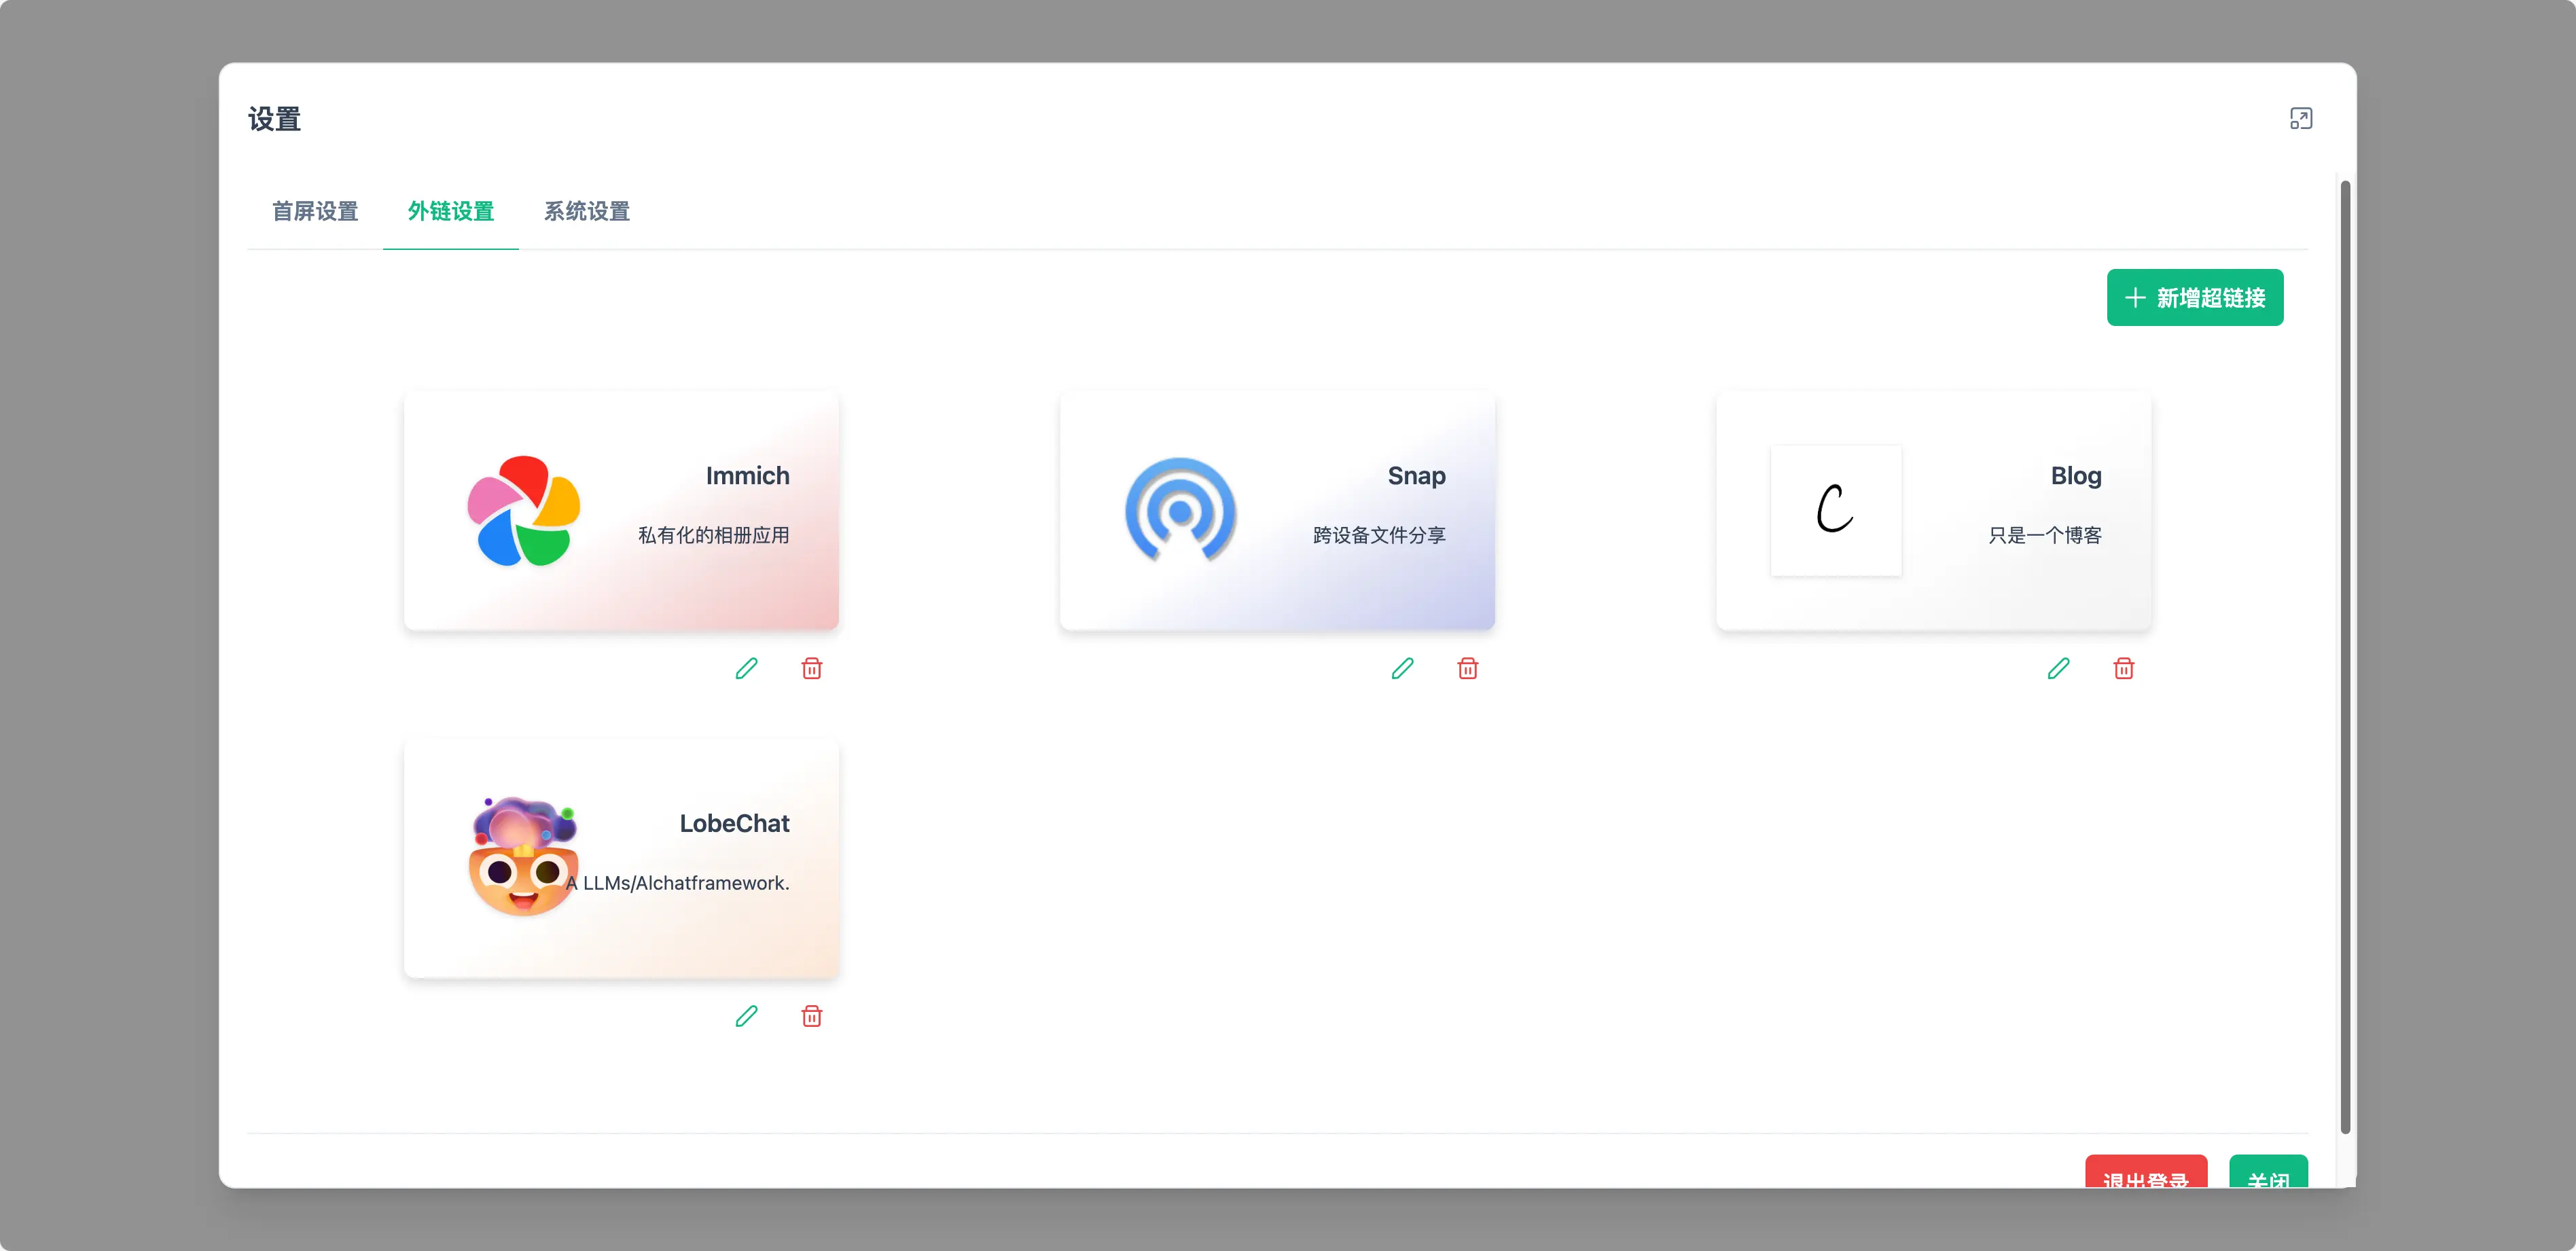 设置
首屏设置
外链设置
系统设置
新增超链接
Immich
私有化的相册应用
Snap
跨设备文件分享
C
Blog
只是一个博客
LobeChat
A LLMs/AIchatframework.
退出登录
关闭